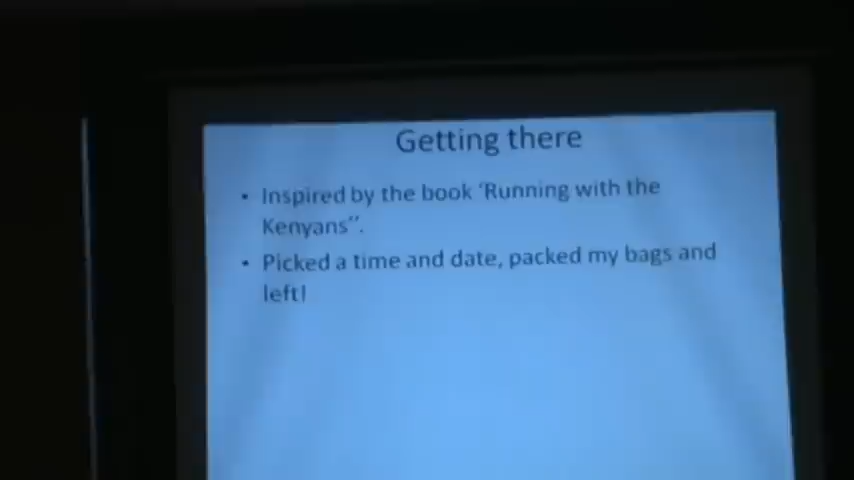 Getting there
• Inspired by the book ‘Running with the
Kenyans”.
• Picked a time and date, packed my bags and
left!